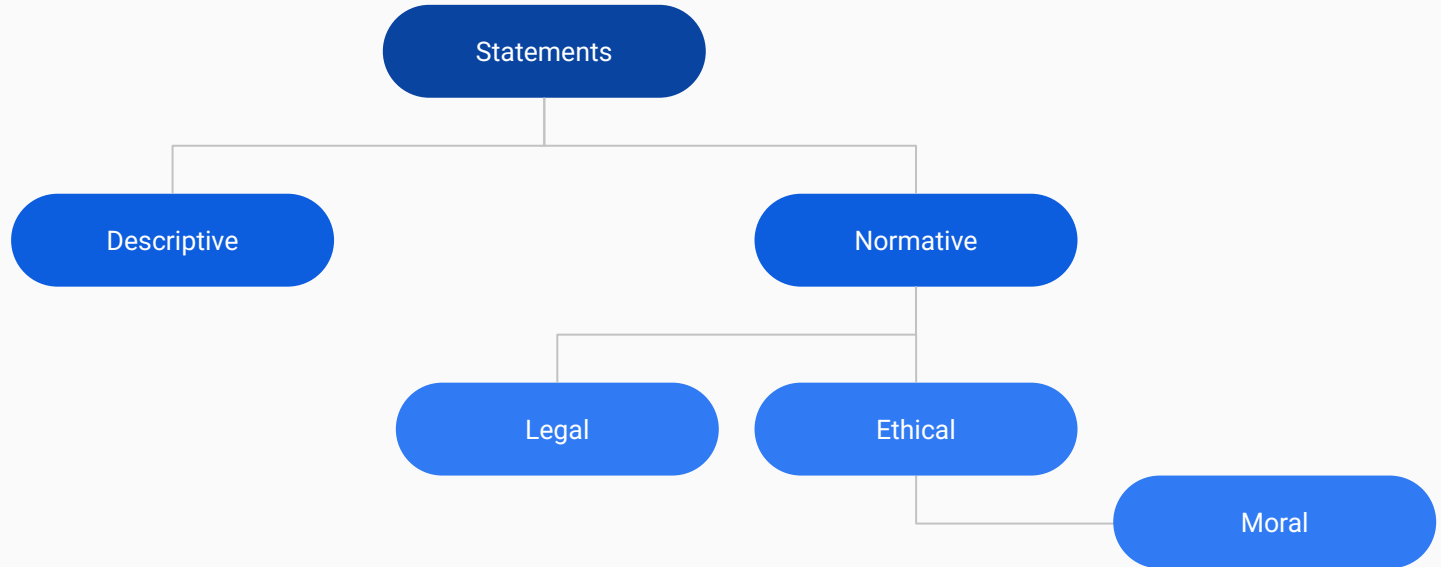 Statements
Descriptive
Normative
Legal
Ethical
Moral